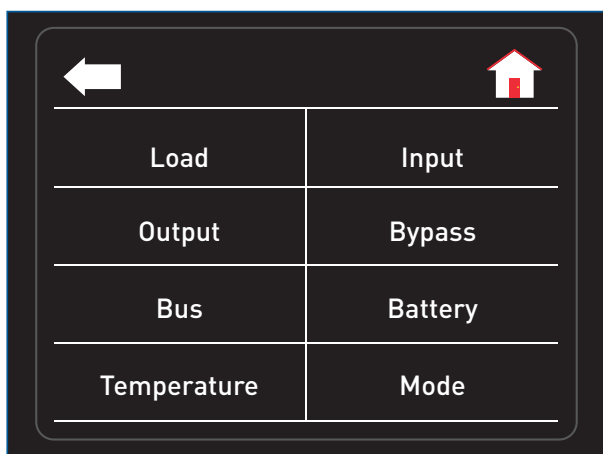 Load Input
Output Bypass
Bus Battery
Temperature Mode